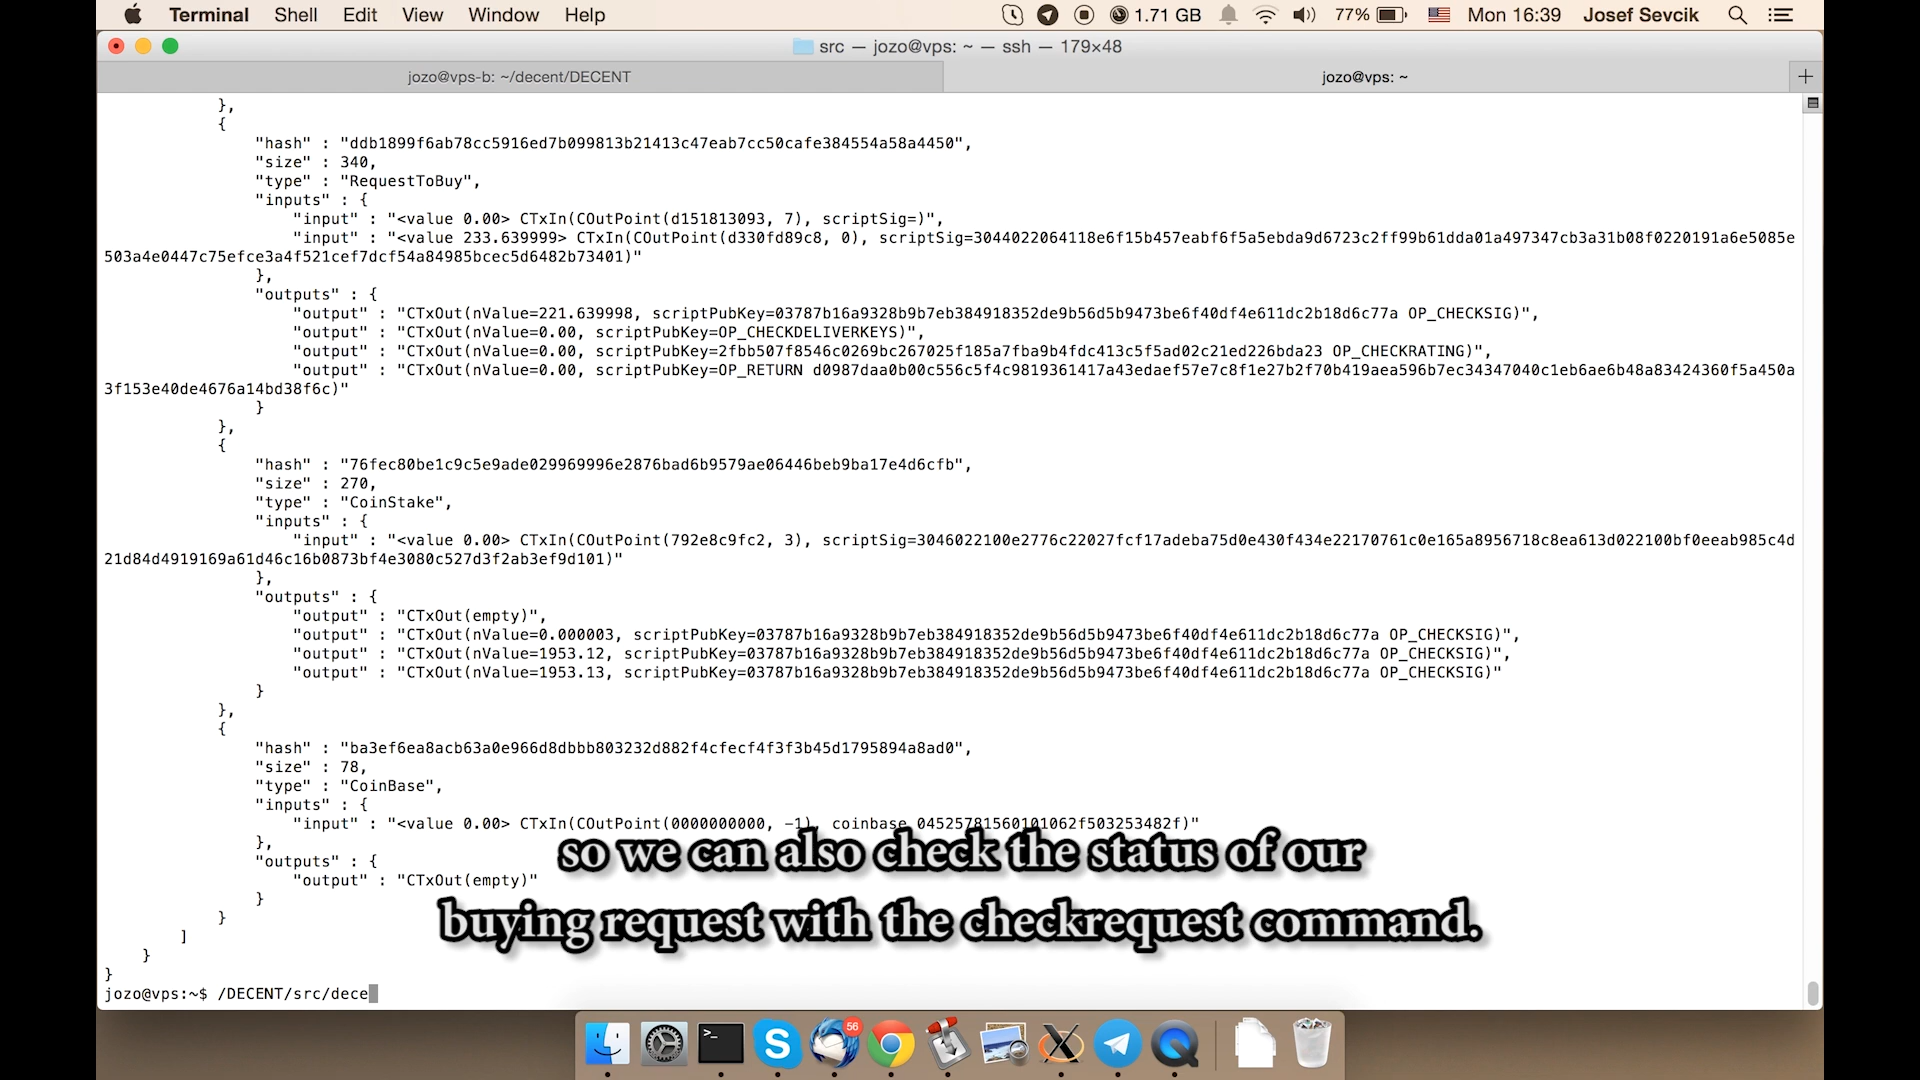 Terminal Shell Edit View Window Help 1.71 GB 77% Mon 16:39 Josef Sevcik
src — jozo@vps: ~ — ssh — 179×48
jozo@vps-b: ~/decent/DECENT jozo@vps: ~
},
{
"hash" : "ddb1899f6ab78cc5916ed7b099813b21413c47eab7cc50cafe384554a58a4450",
"size" : 340,
"type" : "RequestToBuy",
"inputs" : {
"input" : "<value 0.00> CTxIn(COutPoint(d151813093, 7), scriptSig=)",
"input" : "<value 233.639999> CTxIn(COutPoint(d330fd89c8, 0), scriptSig=3044022064118e6f15b457eabf6f5a5ebda9d6723c2ff99b61dda01a497347cb3a31b08f0220191a6e5085e
503a4e0447c75efce3a4f521cef7dcf54a84985bcec5d6482b73401)"
},
"outputs" : {
"output" : "CTxOut(nValue=221.639998, scriptPubKey=03787b16a9328b9b7eb384918352de9b56d5b9473be6f40df4e611dc2b18d6c77a OP_CHECKSIG)",
"output" : "CTxOut(nValue=0.00, scriptPubKey=OP_CHECKDELIVERKEYS)",
"output" : "CTxOut(nValue=0.00, scriptPubKey=2fbb507f8546c0269bc267025f185a7fba9b4fdc413c5f5ad02c21ed226bda23 OP_CHECKRATING)",
"output" : "CTxOut(nValue=0.00, scriptPubKey=OP_RETURN d0987daa0b00c556c5f4c9819361417a43edaef57e7c8f1e27b2f70b419aea596b7ec34347040c1eb6ae6b48a83424360f5a450a
3f153e40de4676a14bd38f6c)"
}
},
{
"hash" : "76fec80be1c9c5e9ade029969996e2876bad6b9579ae06446beb9ba17e4d6cfb",
"size" : 270,
"type" : "CoinStake",
"inputs" : {
"input" : "<value 0.00> CTxIn(COutPoint(792e8c9fc2, 3), scriptSig=3046022100e2776c22027fcf17adeba75d0e430f434e22170761c0e165a8956718c8ea613d022100bf0eeab985c4d
21d84d4919169a61d46c16b0873bf4e3080c527d3f2ab3ef9d101)"
},
"outputs" : {
"output" : "CTxOut(empty)",
"output" : "CTxOut(nValue=0.000003, scriptPubKey=03787b16a9328b9b7eb384918352de9b56d5b9473be6f40df4e611dc2b18d6c77a OP_CHECKSIG)",
"output" : "CTxOut(nValue=1953.12, scriptPubKey=03787b16a9328b9b7eb384918352de9b56d5b9473be6f40df4e611dc2b18d6c77a OP_CHECKSIG)",
"output" : "CTxOut(nValue=1953.13, scriptPubKey=03787b16a9328b9b7eb384918352de9b56d5b9473be6f40df4e611dc2b18d6c77a OP_CHECKSIG)"
}
},
{
"hash" : "ba3ef6ea8acb63a0e966d8dbbb803232d882f4cfecf4f3f3b45d1795894a8ad0",
"size" : 78,
"type" : "CoinBase",
"inputs" : {
"input" : "<value 0.00> CTxIn(COutPoint(0000000000, -1), coinbase 04525781560101062f503253482f)"
},
"outputs" : {
"output" : "CTxOut(empty)"
}
}
]
}
}
so we can also check the status of our
buying request with the checkrequest command.
jozo@vps:~$ /DECENT/src/dece
56